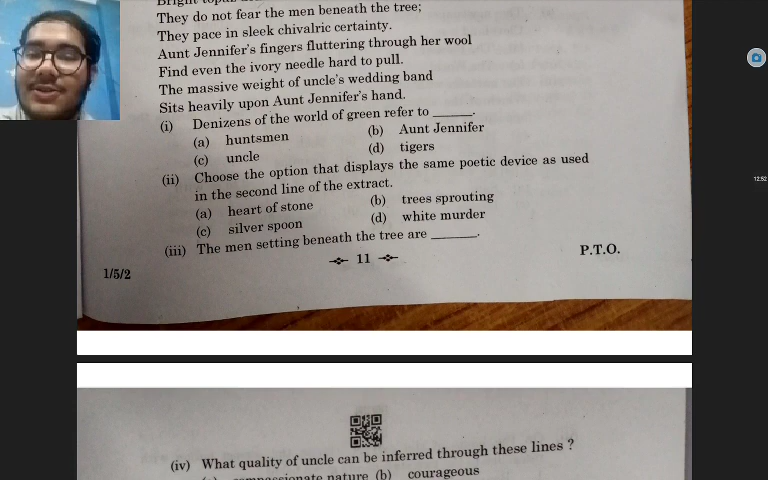 They do not fear the men beneath the tree;
They pace in sleek chivalric certainty.
Aunt Jennifer's fingers fluttering through her wool
Find even the ivory needle hard to pull.
The massive weight of uncle's wedding band
Sits heavily upon Aunt Jennifer's hand.
(i) Denizens of the world of green refer to ______.
(a) huntsmen (b) Aunt Jennifer
(c) uncle (d) tigers
(ii) Choose the option that displays the same poetic device as used
in the second line of the extract.
(a) heart of stone (b) trees sprouting
(c) silver spoon (d) white murder
(iii) The men setting beneath the tree are ______.
11
1/5/2 P.T.O.
12:52
(iv) What quality of uncle can be inferred through these lines ?
(b) courageous